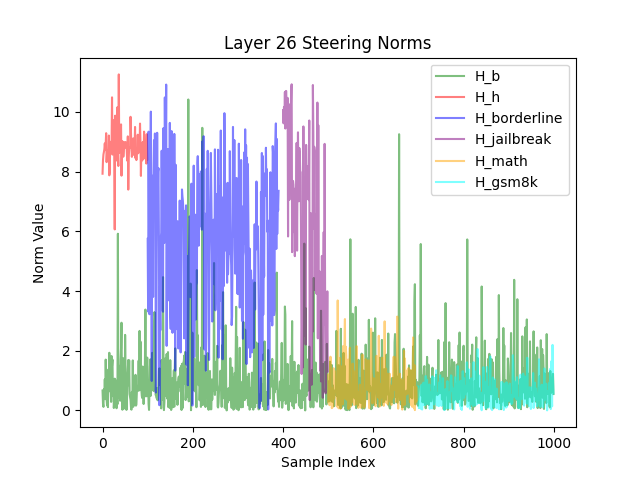 Layer 26 Steering Norms
H_b
H_h
H_borderline
H_jailbreak
H_math
H_gsm8k
Norm Value
10
8
6
4
2
0
0 200 400 600 800 1000
Sample Index